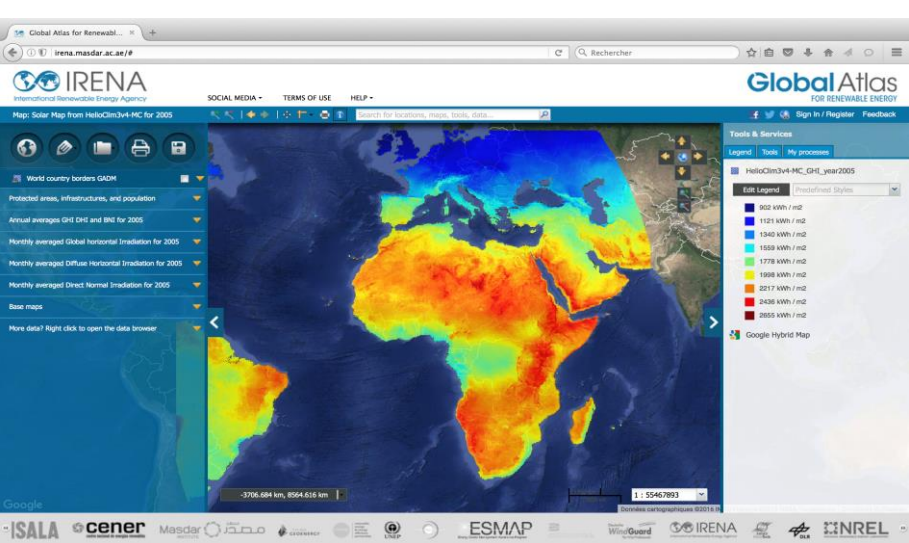 Global Atlas for Renewabl... × +
irena.masdar.ac.ae/#
Rechercher
IRENA
International Renewable Energy Agency
SOCIAL MEDIA TERMS OF USE HELP
Global Atlas
FOR RENEWABLE ENERGY
Map: Solar Map from HelioClim3v4-MC for 2005
Search for locations, maps, tools, data...
Sign In / Register Feedback
World country borders GADM
Protected areas, infrastructures, and population
Annual averages GHI DHI and BNI for 2005
Monthly averaged Global horizontal Irradiation for 2005
Monthly averaged Diffuse Horizontal Irradiation for 2005
Monthly averaged Direct Normal Irradiation for 2005
Base maps
More data? Right click to open the data browser
Tools & Services
Legend Tools My processes
HelioClim3v4-MC_GHI_year2005
Edit Legend Predefined Styles
902 kWh / m2
1121 kWh / m2
1340 kWh / m2
1559 kWh / m2
1778 kWh / m2
1998 kWh / m2
2217 kWh / m2
2436 kWh / m2
2655 kWh / m2
Google Hybrid Map
-3706.684 km, 8564.616 km
1 : 55467893
Données cartographiques ©2016
Google
ISALA cener Masdar مصدر UNEP ESMAP WindGuard IRENA DLR NREL